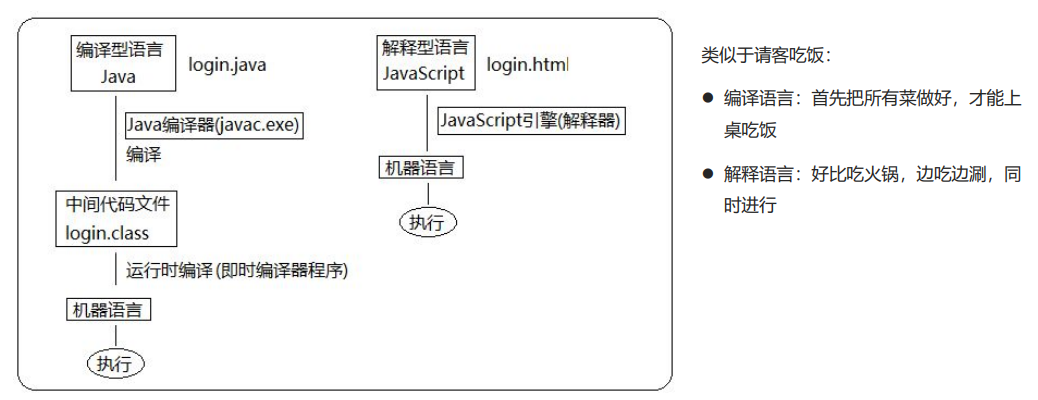 编译型语言
Java
login.java
Java编译器(javac.exe)
编译
中间代码文件
login.class
运行时编译(即时编译器程序)
机器语言
执行
解释型语言
JavaScript
login.html
JavaScript引擎(解释器)
机器语言
执行
类似于请客吃饭：
● 编译语言：首先把所有菜做好，才能上
桌吃饭
● 解释语言：好比吃火锅，边吃边涮，同
时进行